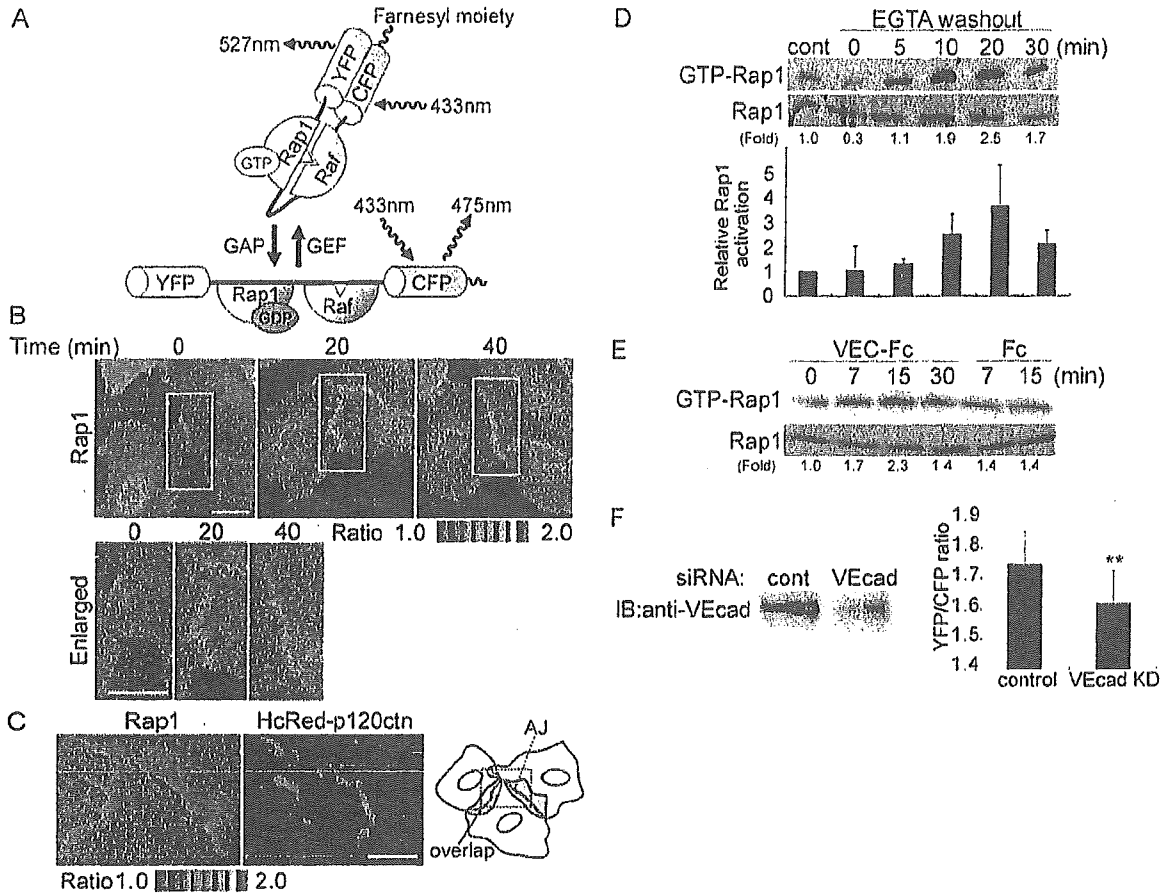 A
Farnesyl moiety
527nm
YFP
CFP
433nm
GTP
Rap1
Raf
433nm
475nm
GAP
GEF
YFP
Rap1
GDP
Raf
CFP
B
Time (min) 0 20 40
Rap1
Ratio 1.0 2.0
0 20 40
Enlarged
C
Rap1
HcRed-p120ctn
AJ
overlap
Ratio 1.0 2.0
D
EGTA washout
cont 0 5 10 20 30 (min)
GTP-Rap1
Rap1
(Fold) 1.0 0.3 1.1 1.9 2.5 1.7
Relative Rap1
activation
5
4
3
2
1
0
E
VEC-Fc Fc
0 7 15 30 7 15 (min)
GTP-Rap1
Rap1
(Fold) 1.0 1.7 2.3 1.4 1.4 1.4
F
siRNA: cont VEcad
IB:anti-VEcad
YFP/CFP ratio
1.9
1.8
1.7
1.6
1.5
1.4
**
control VEcad KD